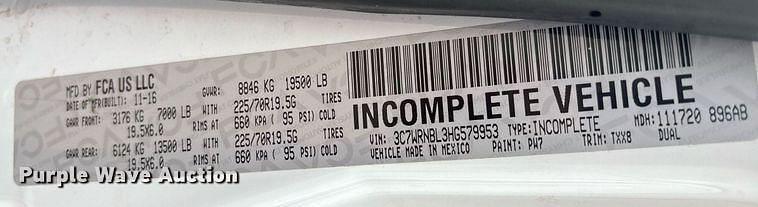 MFD BY FCA US LLC GVWR: 8846 KG 19500 LB
DATE OF MFR(BUILT): 11-16
GAWR FRONT: 3176 KG 7000 LB WITH 225/70R19.5G TIRES
19.5X6.0 RIMS AT 660 KPA ( 95 PSI) COLD
GAWR REAR: 6124 KG 13500 LB WITH 225/70R19.5G TIRES
19.5X6.0 RIMS AT 660 KPA ( 95 PSI) COLD
INCOMPLETE VEHICLE
VIN: 3C7WRNBL3HG579953 TYPE:INCOMPLETE MDH:111720 896AB
VEHICLE MADE IN MEXICO PAINT: PW7 TRIM: TXX8 DUAL
Purple Wave Auction